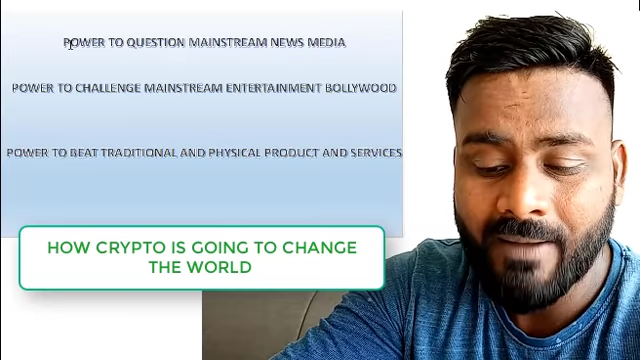 POWER TO QUESTION MAINSTREAM NEWS MEDIA
POWER TO CHALLENGE MAINSTREAM ENTERTAINMENT BOLLYWOOD
POWER TO BEAT TRADITIONAL AND PHYSICAL PRODUCT AND SERVICES
HOW CRYPTO IS GOING TO CHANGE
THE WORLD